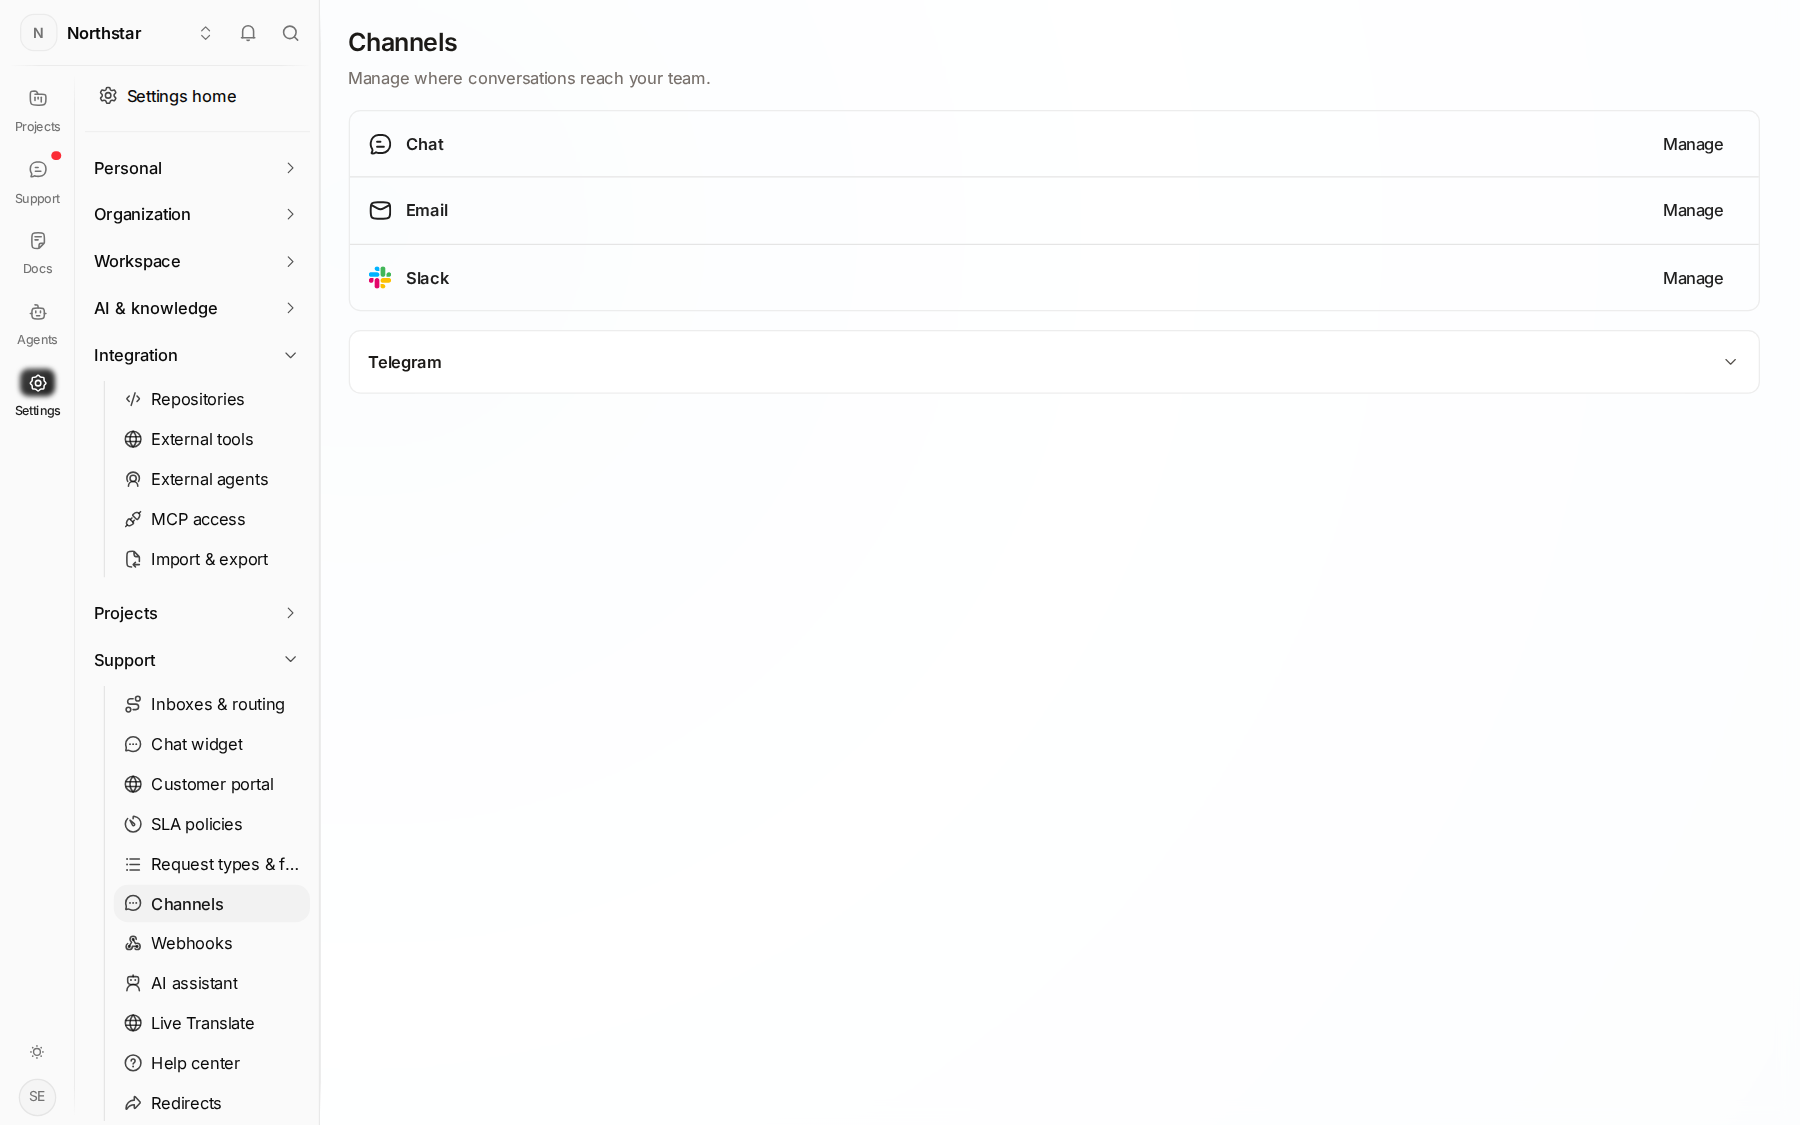 N
Northstar
Projects
Support
Docs
Agents
Settings
SE
Settings home
Personal
Organization
Workspace
AI & knowledge
Integration
Repositories
External tools
External agents
MCP access
Import & export
Projects
Support
Inboxes & routing
Chat widget
Customer portal
SLA policies
Request types & f...
Channels
Webhooks
AI assistant
Live Translate
Help center
Redirects
Channels
Manage where conversations reach your team.
Chat Manage
Email Manage
Slack Manage
Telegram